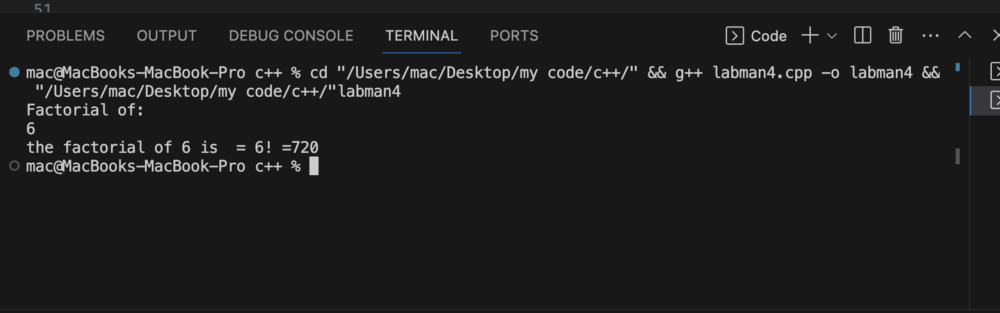 51
PROBLEMS OUTPUT DEBUG CONSOLE TERMINAL PORTS Code
mac@MacBooks-MacBook-Pro c++ % cd "/Users/mac/Desktop/my code/c++/" && g++ labman4.cpp -o labman4 &&
"/Users/mac/Desktop/my code/c++/"labman4
Factorial of:
6
the factorial of 6 is  = 6! =720
mac@MacBooks-MacBook-Pro c++ %